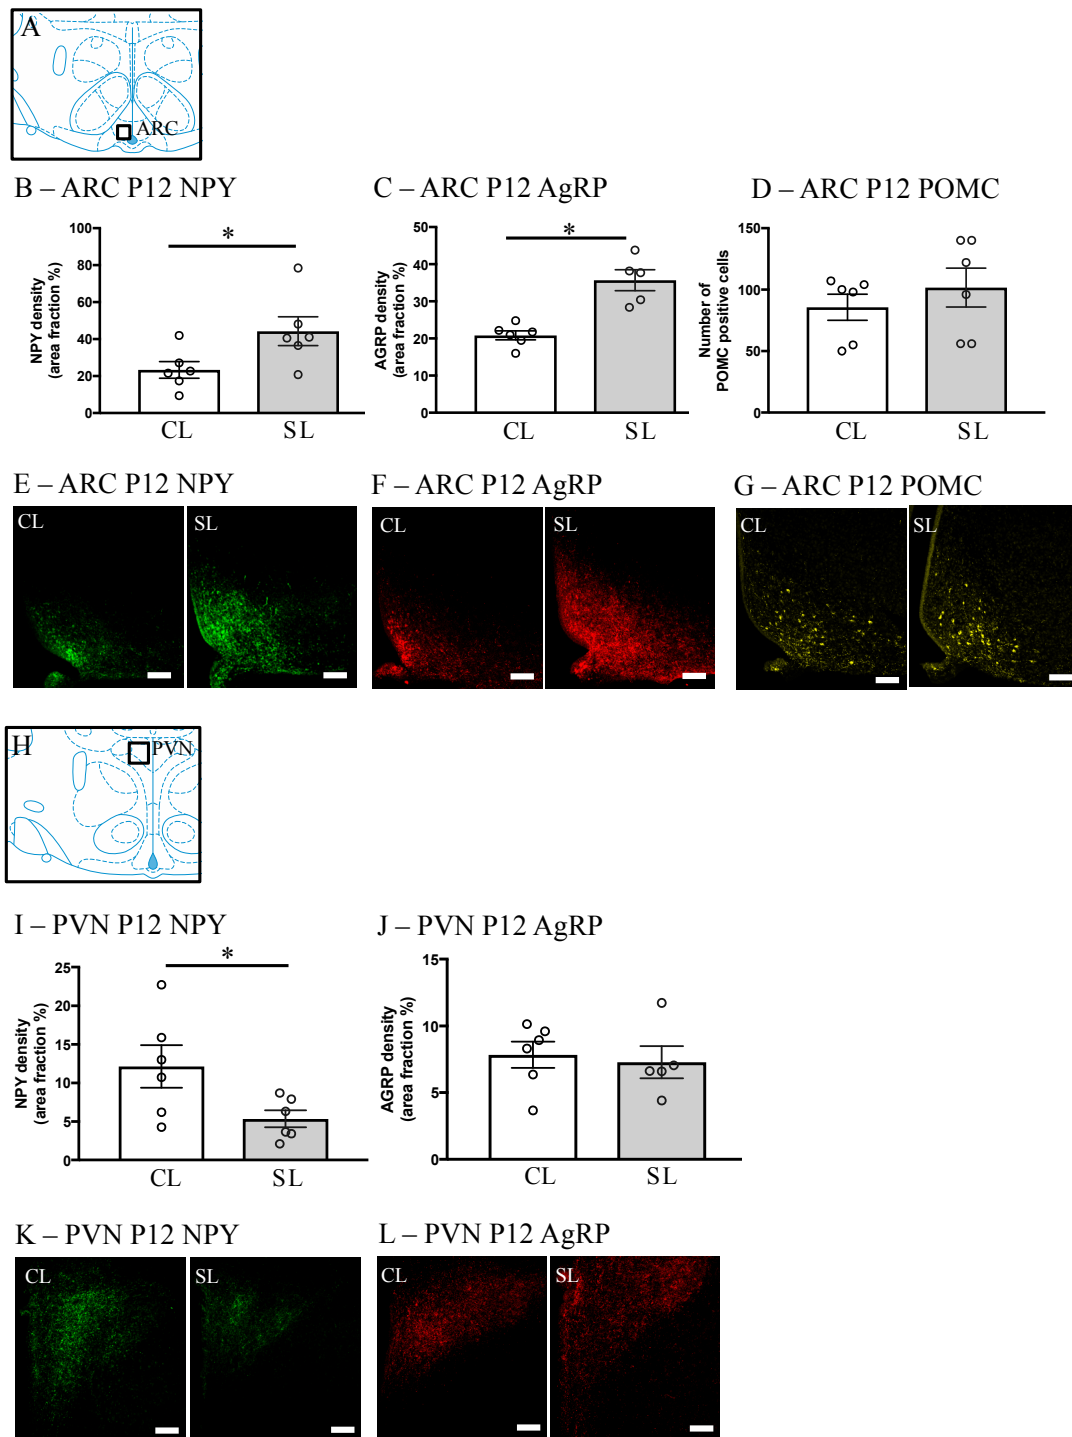 A
ARC
B – ARC P12 NPY
C – ARC P12 AgRP
D – ARC P12 POMC
NPY density
(area fraction %)
100
80
60
40
20
0
*
CL
SL
AGRP density
(area fraction %)
50
40
30
20
10
0
*
CL
SL
Number of
POMC positive cells
150
100
50
0
CL
SL
E – ARC P12 NPY
F – ARC P12 AgRP
G – ARC P12 POMC
CL
SL
CL
SL
CL
SL
H
PVN
I – PVN P12 NPY
J – PVN P12 AgRP
NPY density
(area fraction %)
25
20
15
10
5
0
*
CL
SL
AGRP density
(area fraction %)
15
10
5
0
CL
SL
K – PVN P12 NPY
L – PVN P12 AgRP
CL
SL
CL
SL